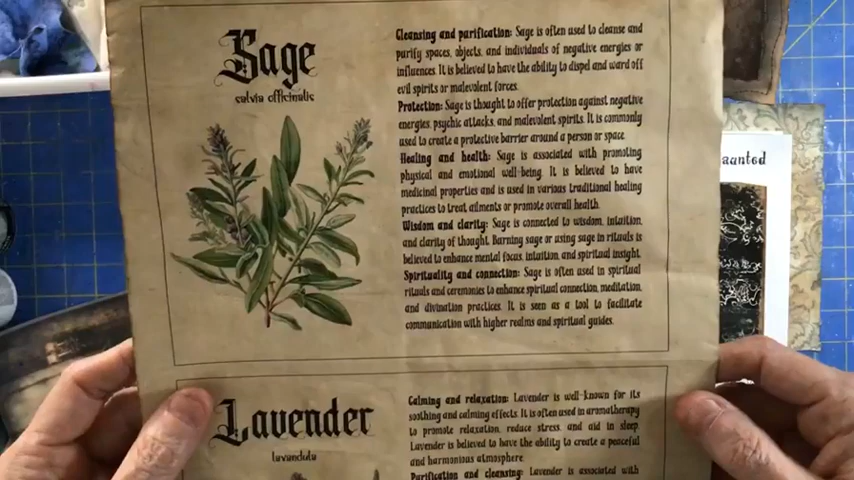 Sage
salvia officinalis
Cleansing and purification: Sage is often used to cleanse and
purify spaces, objects, and individuals of negative energies or
influences. It is believed to have the ability to dispel and ward off
evil spirits or malevolent forces.
Protection: Sage is thought to offer protection against negative
energies, psychic attacks, and malevolent spirits. It is commonly
used to create a protective barrier around a person or space.
Healing and health: Sage is associated with promoting
physical and emotional well-being. It is believed to have
medicinal properties and is used in various traditional healing
practices to treat ailments or promote overall health.
Wisdom and clarity: Sage is connected to wisdom, intuition,
and clarity of thought. Burning sage or using sage in rituals is
believed to enhance mental focus, intuition, and spiritual insight.
Spirituality and connection: Sage is often used in spiritual
rituals and ceremonies to enhance spiritual connection, meditation,
and divination practices. It is seen as a tool to facilitate
communication with higher realms and spiritual guides.
Lavender
lavandula
Calming and relaxation: Lavender is well-known for its
soothing and calming effects. It is often used in aromatherapy
to promote relaxation, reduce stress, and aid in sleep.
Lavender is believed to have the ability to create a peaceful
and harmonious atmosphere.
Purification and cleansing: Lavender is associated with
aunted